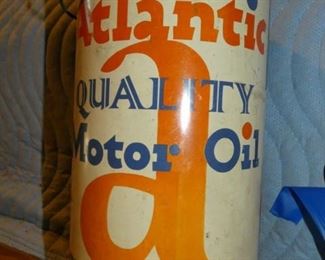 Atlantic
QUALITY
Motor Oil
a